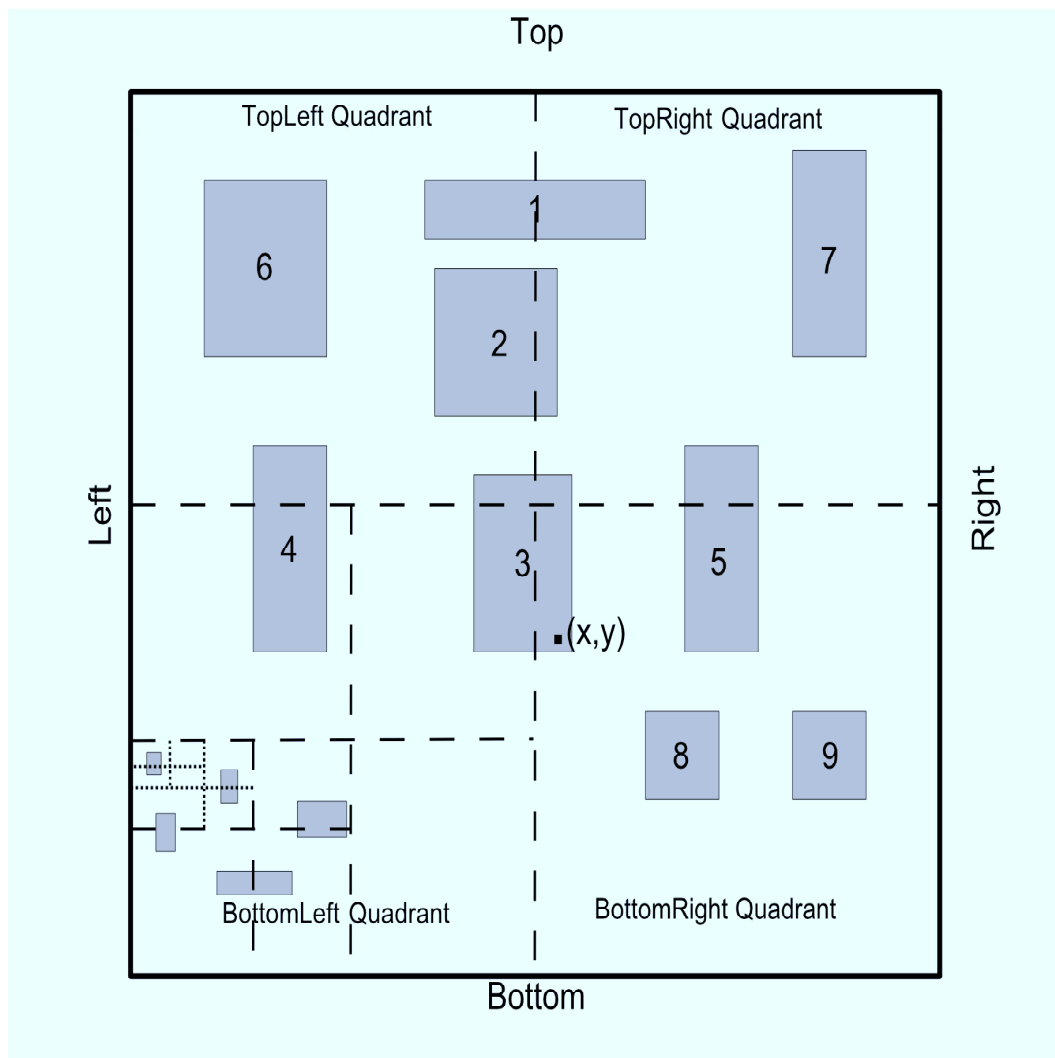 Top
TopLeft Quadrant
TopRight Quadrant
1
6
7
2
Left
Right
4
3
5
(x,y)
8
9
BottomLeft Quadrant
BottomRight Quadrant
Bottom